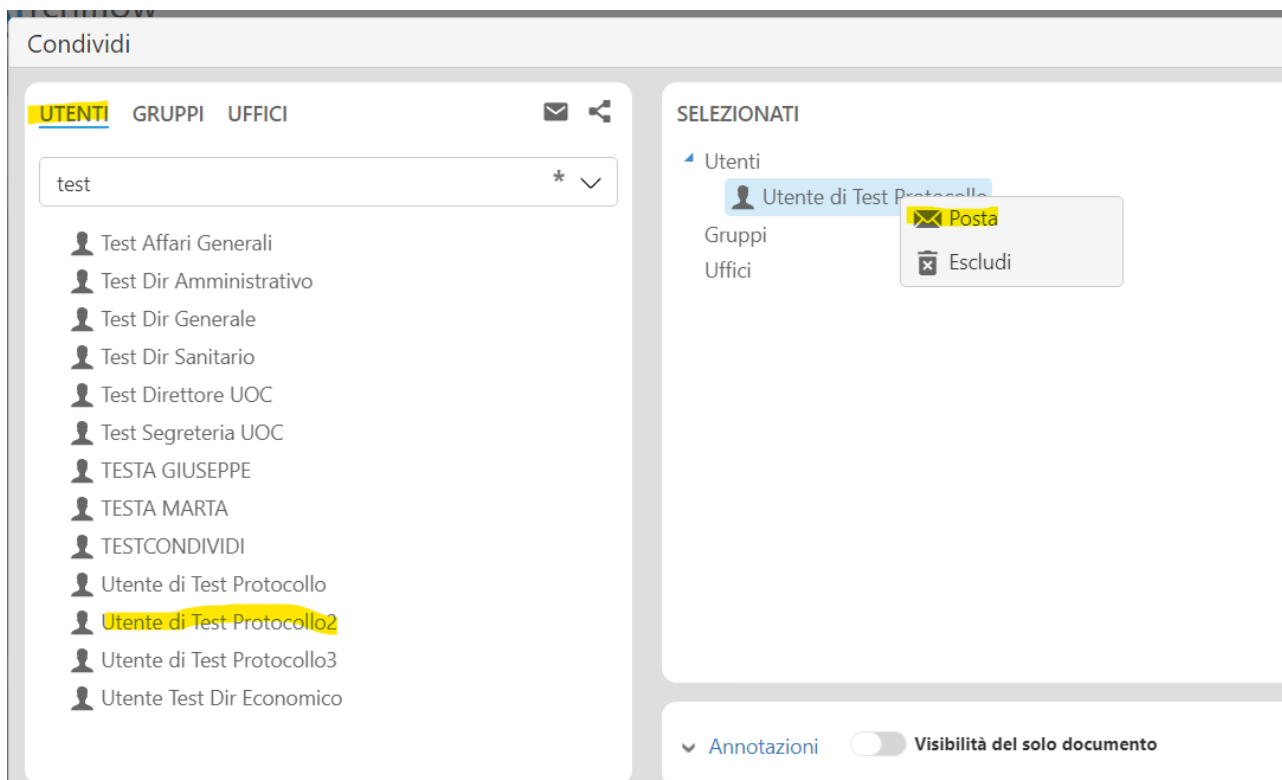 Condividi
UTENTI GRUPPI UFFICI
test *
Test Affari Generali
Test Dir Amministrativo
Test Dir Generale
Test Dir Sanitario
Test Direttore UOC
Test Segreteria UOC
TESTA GIUSEPPE
TESTA MARTA
TESTCONDIVIDI
Utente di Test Protocollo
Utente di Test Protocollo2
Utente di Test Protocollo3
Utente Test Dir Economico
SELEZIONATI
Utenti
Utente di Test Protocollo
Posta
Gruppi
Escludi
Uffici
Annotazioni Visibilità del solo documento